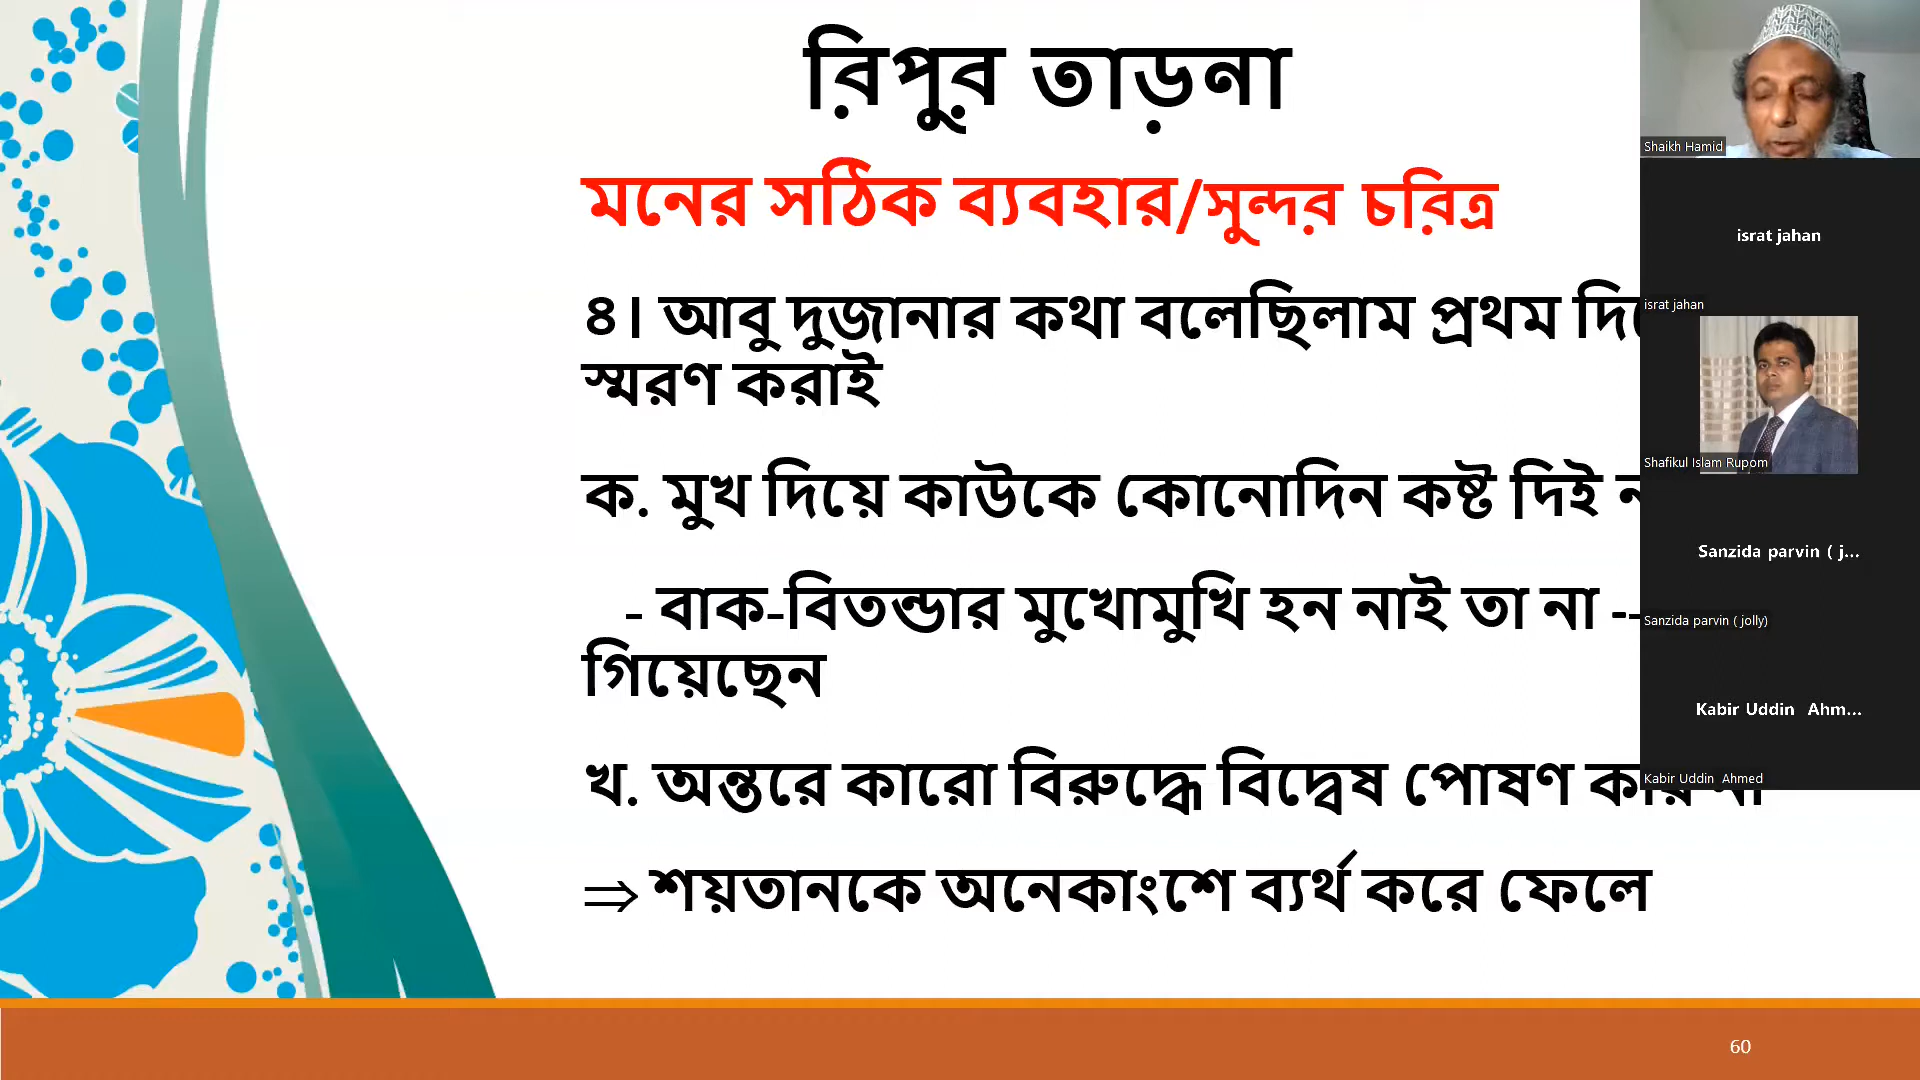 রিপুর তাড়না
মনের সঠিক ব্যবহার/সুন্দর চরিত্র
৪। আবু দুজানার কথা বলেছিলাম প্রথম
স্মরণ করাই
ক. মুখ দিয়ে কাউকে কোনোদিন কষ্ট দিই
- বাক-বিতন্ডার মুখোমুখি হন নাই তা না --
গিয়েছেন
খ. অন্তরে কারো বিরুদ্ধে বিদ্বেষ পোষণ
⇒ শয়তানকে অনেকাংশে ব্যর্থ করে ফেলে
60
Shaikh Hamid
israt jahan
israt jahan
Shafikul Islam Rupom
Sanzida parvin ( j...
Sanzida parvin ( jolly)
Kabir Uddin Ahm...
Kabir Uddin Ahmed